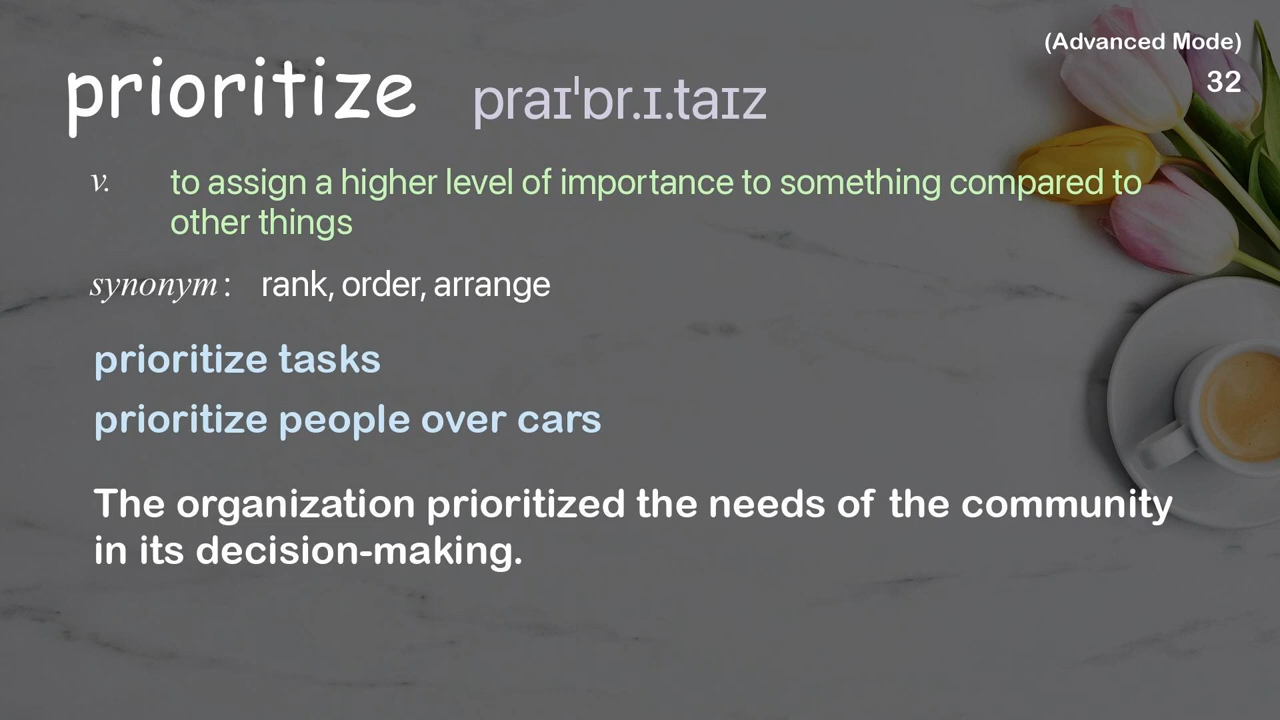 (Advanced Mode)
32
prioritize praɪˈɒr.ɪ.taɪz
v. to assign a higher level of importance to something compared to
other things
synonym : rank, order, arrange
prioritize tasks
prioritize people over cars
The organization prioritized the needs of the community
in its decision-making.